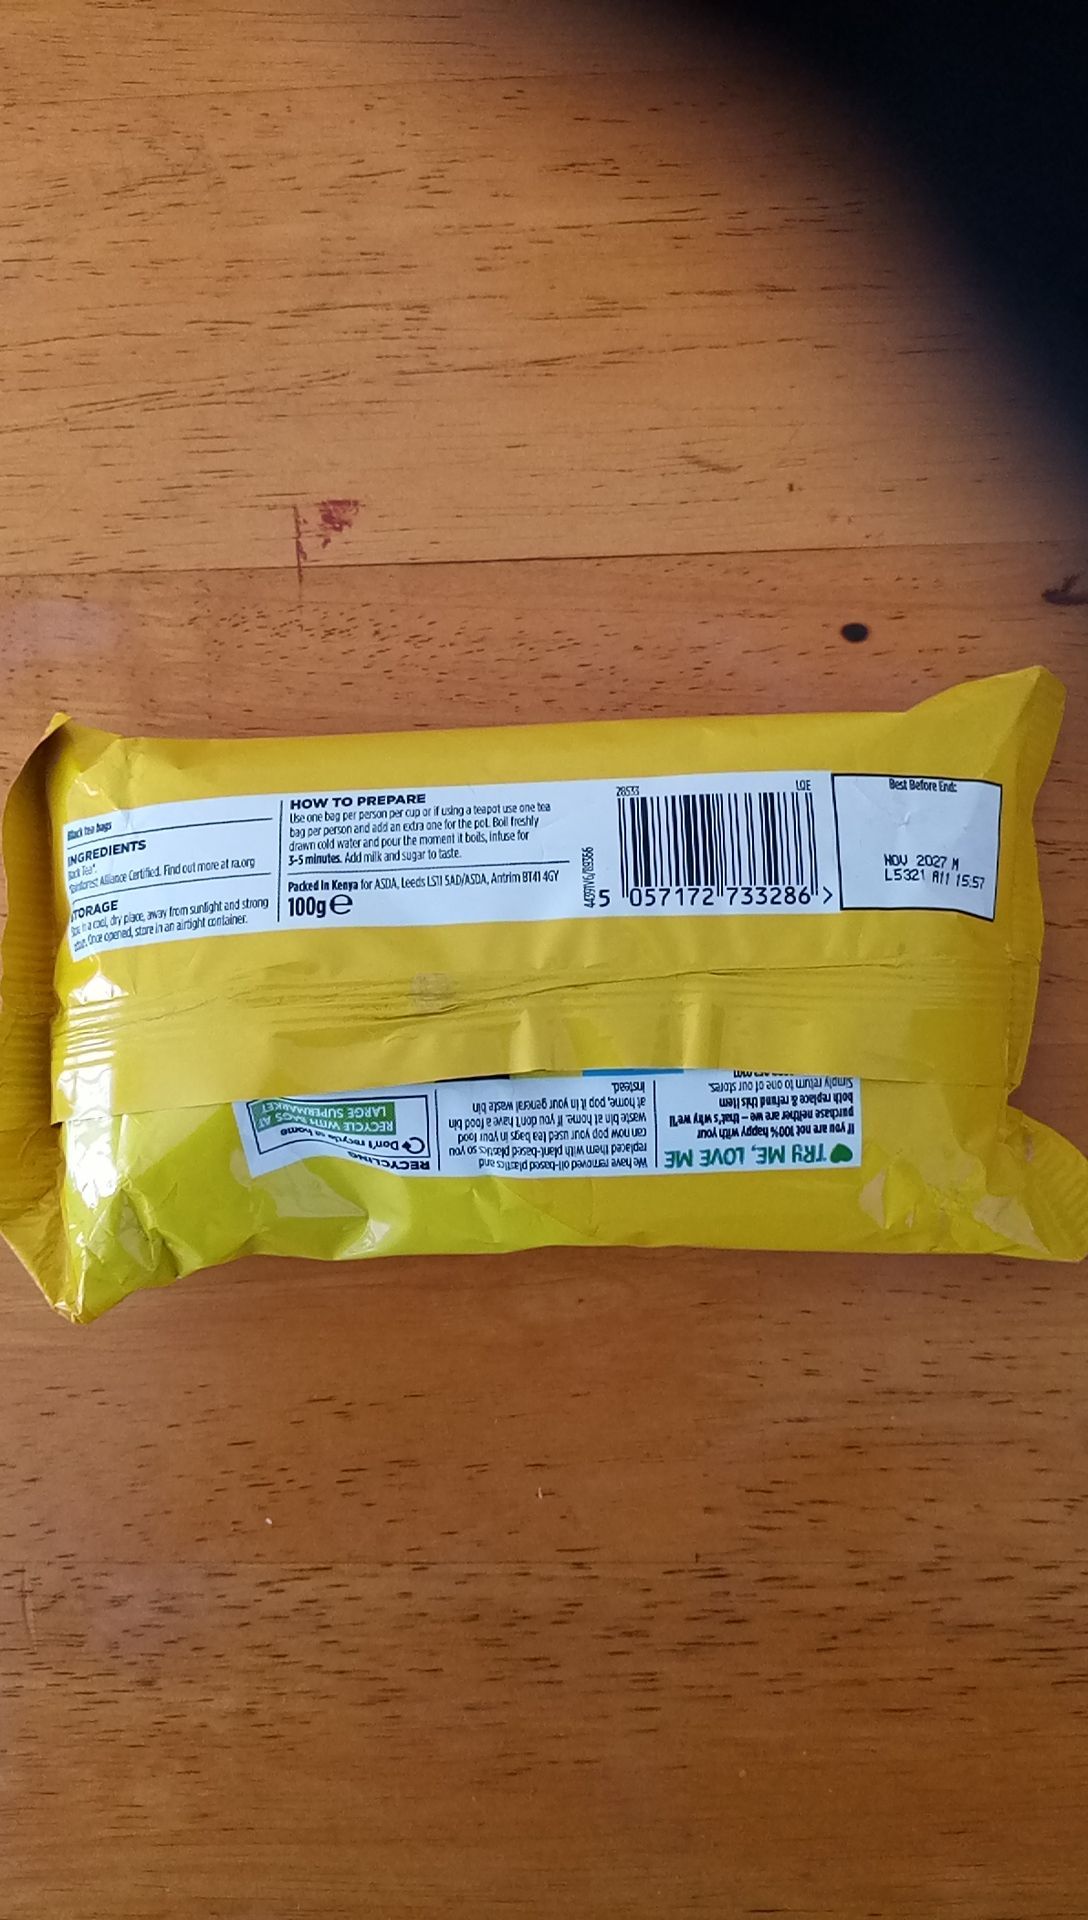 Black tea bags
INGREDIENTS
Black Tea*.
*Rainforest Alliance Certified. Find out more at ra.org
STORAGE
Store in a cool, dry place, away from sunlight and strong
Once opened, store in an airtight container.
HOW TO PREPARE
Use one bag per person per cup or if using a teapot use one tea
bag per person and add an extra one for the pot. Boil freshly
drawn cold water and pour the moment it boils, infuse for
3-5 minutes. Add milk and sugar to taste.
Packed in Kenya for ASDA, Leeds LS11 5AD/ASDA, Antrim BT41 4GY
100g e
28533
LQE
5 057172 733286 >
Best Before End:
NOV 2027 M
L5321 A11 15:57
TRY ME, LOVE ME
If you are not 100% happy with your
purchase neither are we – that's why we'll
both replace & refund this item
Simply return to one of our stores.
We have removed oil-based plastics and
replaced them with plant-based plastics so you
can now pop your used tea bags in your food
waste bin at home. If you don't have a food bin
at home, pop it in your general waste bin
instead.
RECYCLING
Don't recycle at home
RECYCLE WITH BAGS AT
LARGE SUPERMARKET